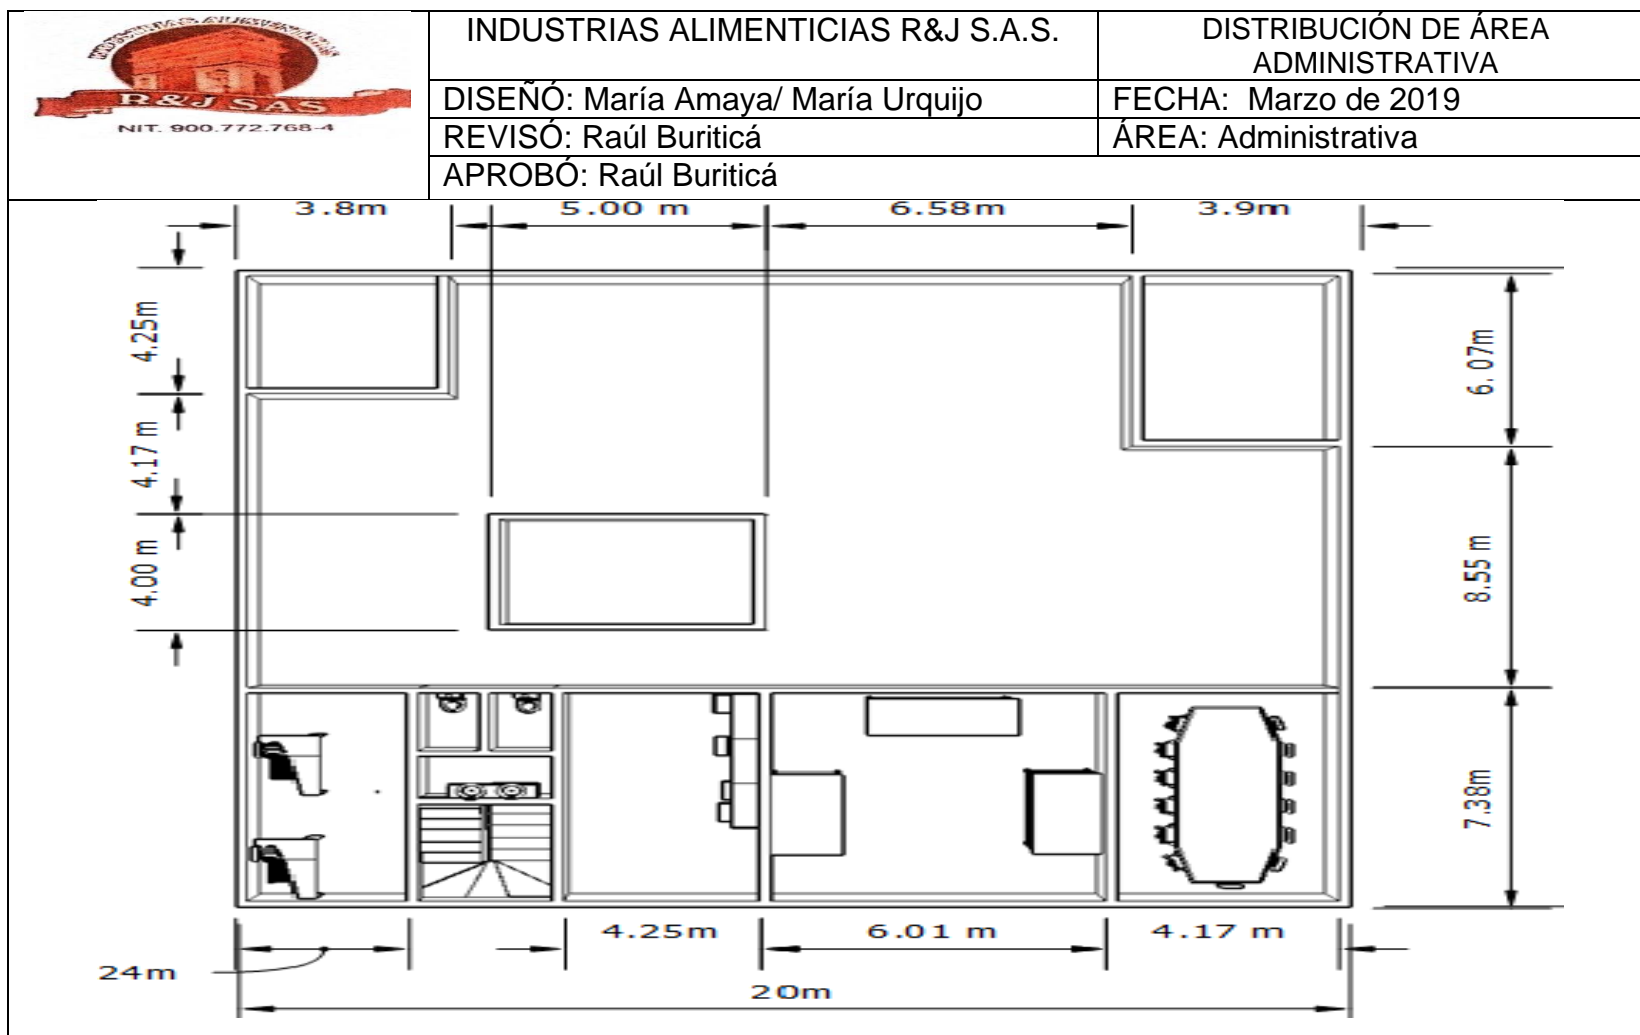 INDUSTRIAS ALIMENTICIAS
R&J SAS
NIT. 900.772.768-4
INDUSTRIAS ALIMENTICIAS R&J S.A.S.
DISTRIBUCIÓN DE ÁREA
ADMINISTRATIVA
DISEÑÓ: María Amaya/ María Urquijo
FECHA: Marzo de 2019
REVISÓ: Raúl Buriticá
ÁREA: Administrativa
APROBÓ: Raúl Buriticá
3.8m
5.00 m
6.58m
3.9m
4.25m
4.17 m
4.00 m
6.07m
8.55 m
7.38m
4.25m
6.01 m
4.17 m
24m
20m